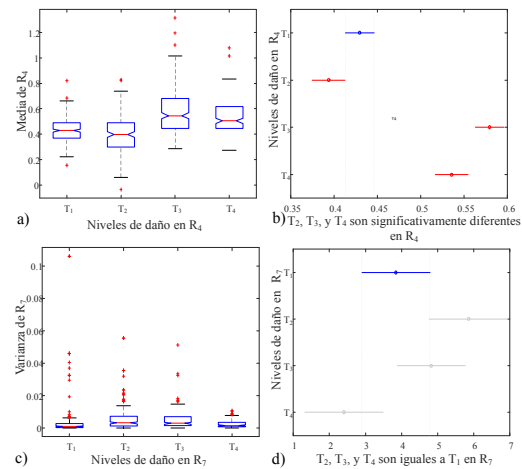 1.2
1
0.8
0.6
0.4
0.2
0
Media de R4
T1 T2 T3 T4
a) Niveles de daño en R4
Niveles de daño en R4
T1
T2
T3
T4
T4
0.35 0.4 0.45 0.5 0.55 0.6
b) T2, T3, y T4 son significativamente diferentes
en R4
0.1
0.08
0.06
0.04
0.02
0
Varianza de R7
T1 T2 T3 T4
c) Niveles de daño en R7
Niveles de daño en R7
T1
T2
T3
T4
1 2 3 4 5 6 7
d) T2, T3, y T4 son iguales a T1 en R7